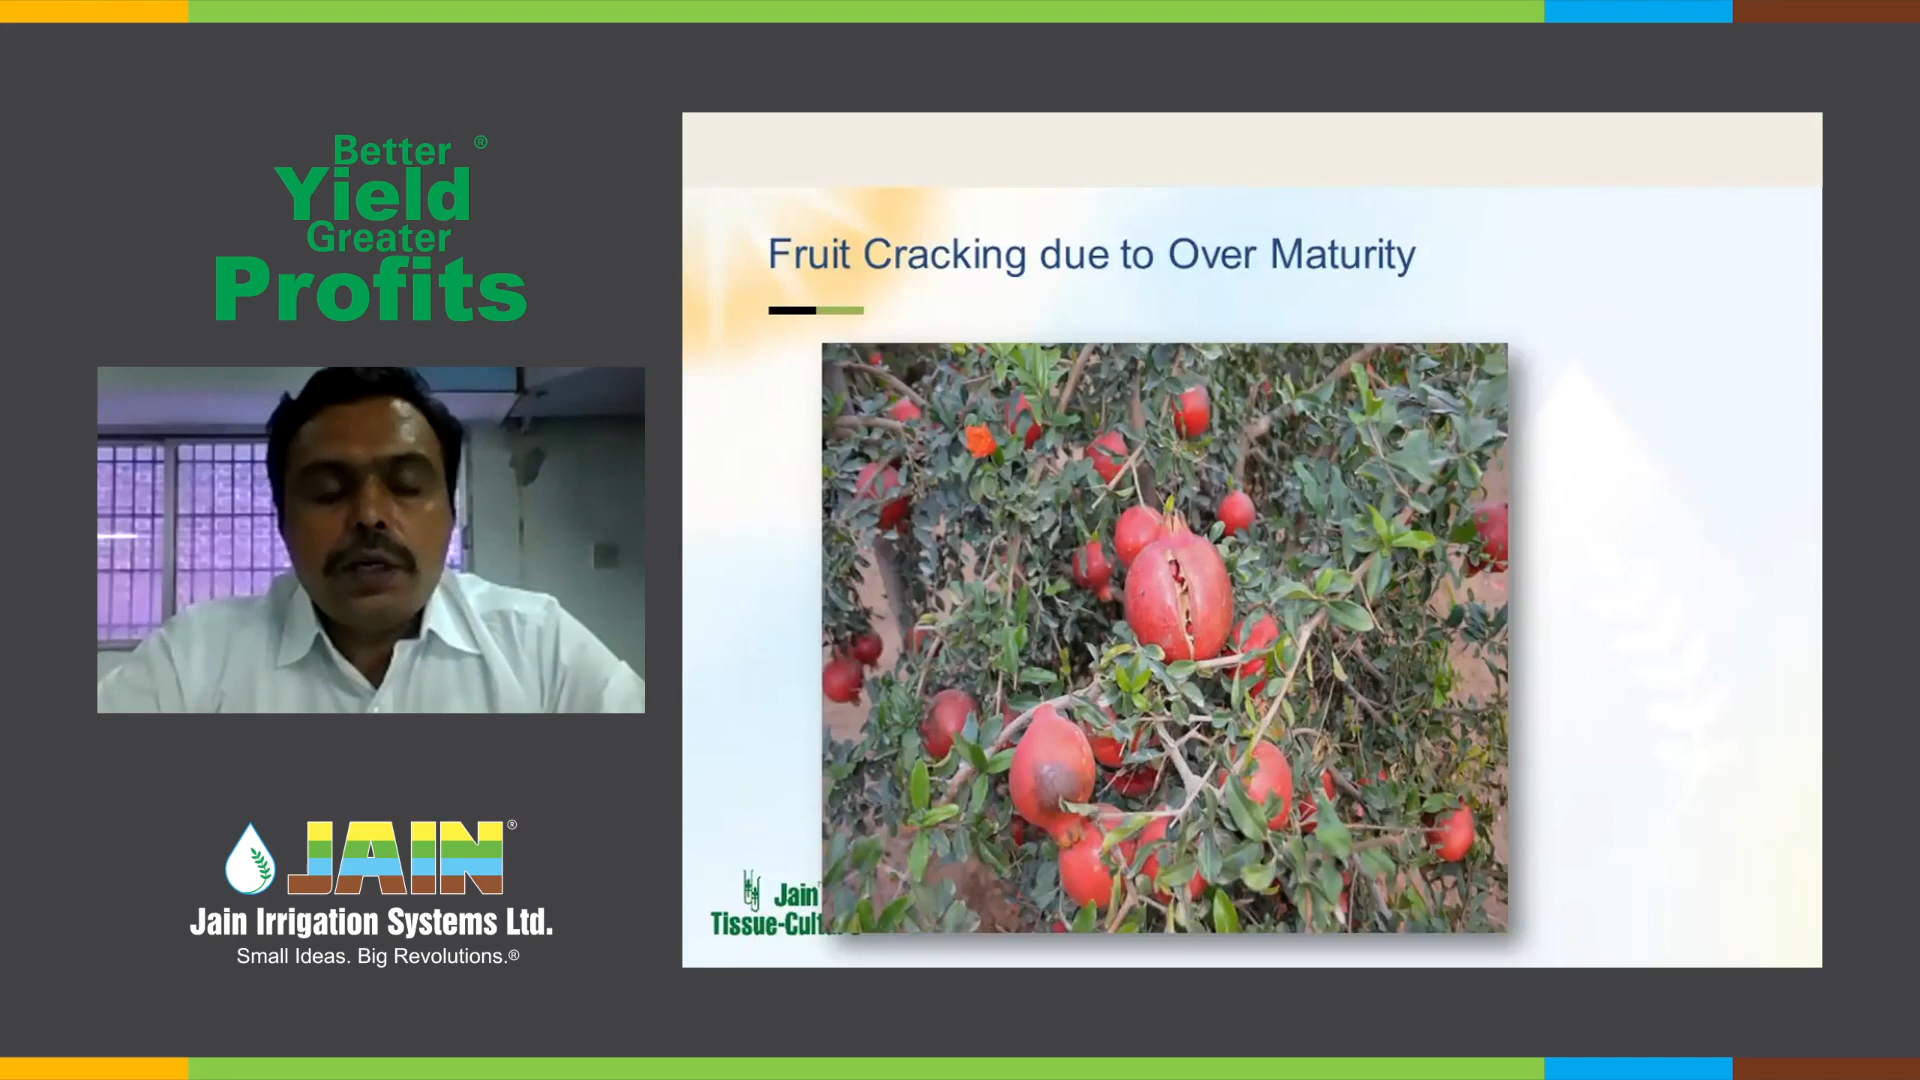 Better ®
Yield
Greater
Profits
JAIN®
Jain Irrigation Systems Ltd.
Small Ideas. Big Revolutions.®
Fruit Cracking due to Over Maturity
Jain